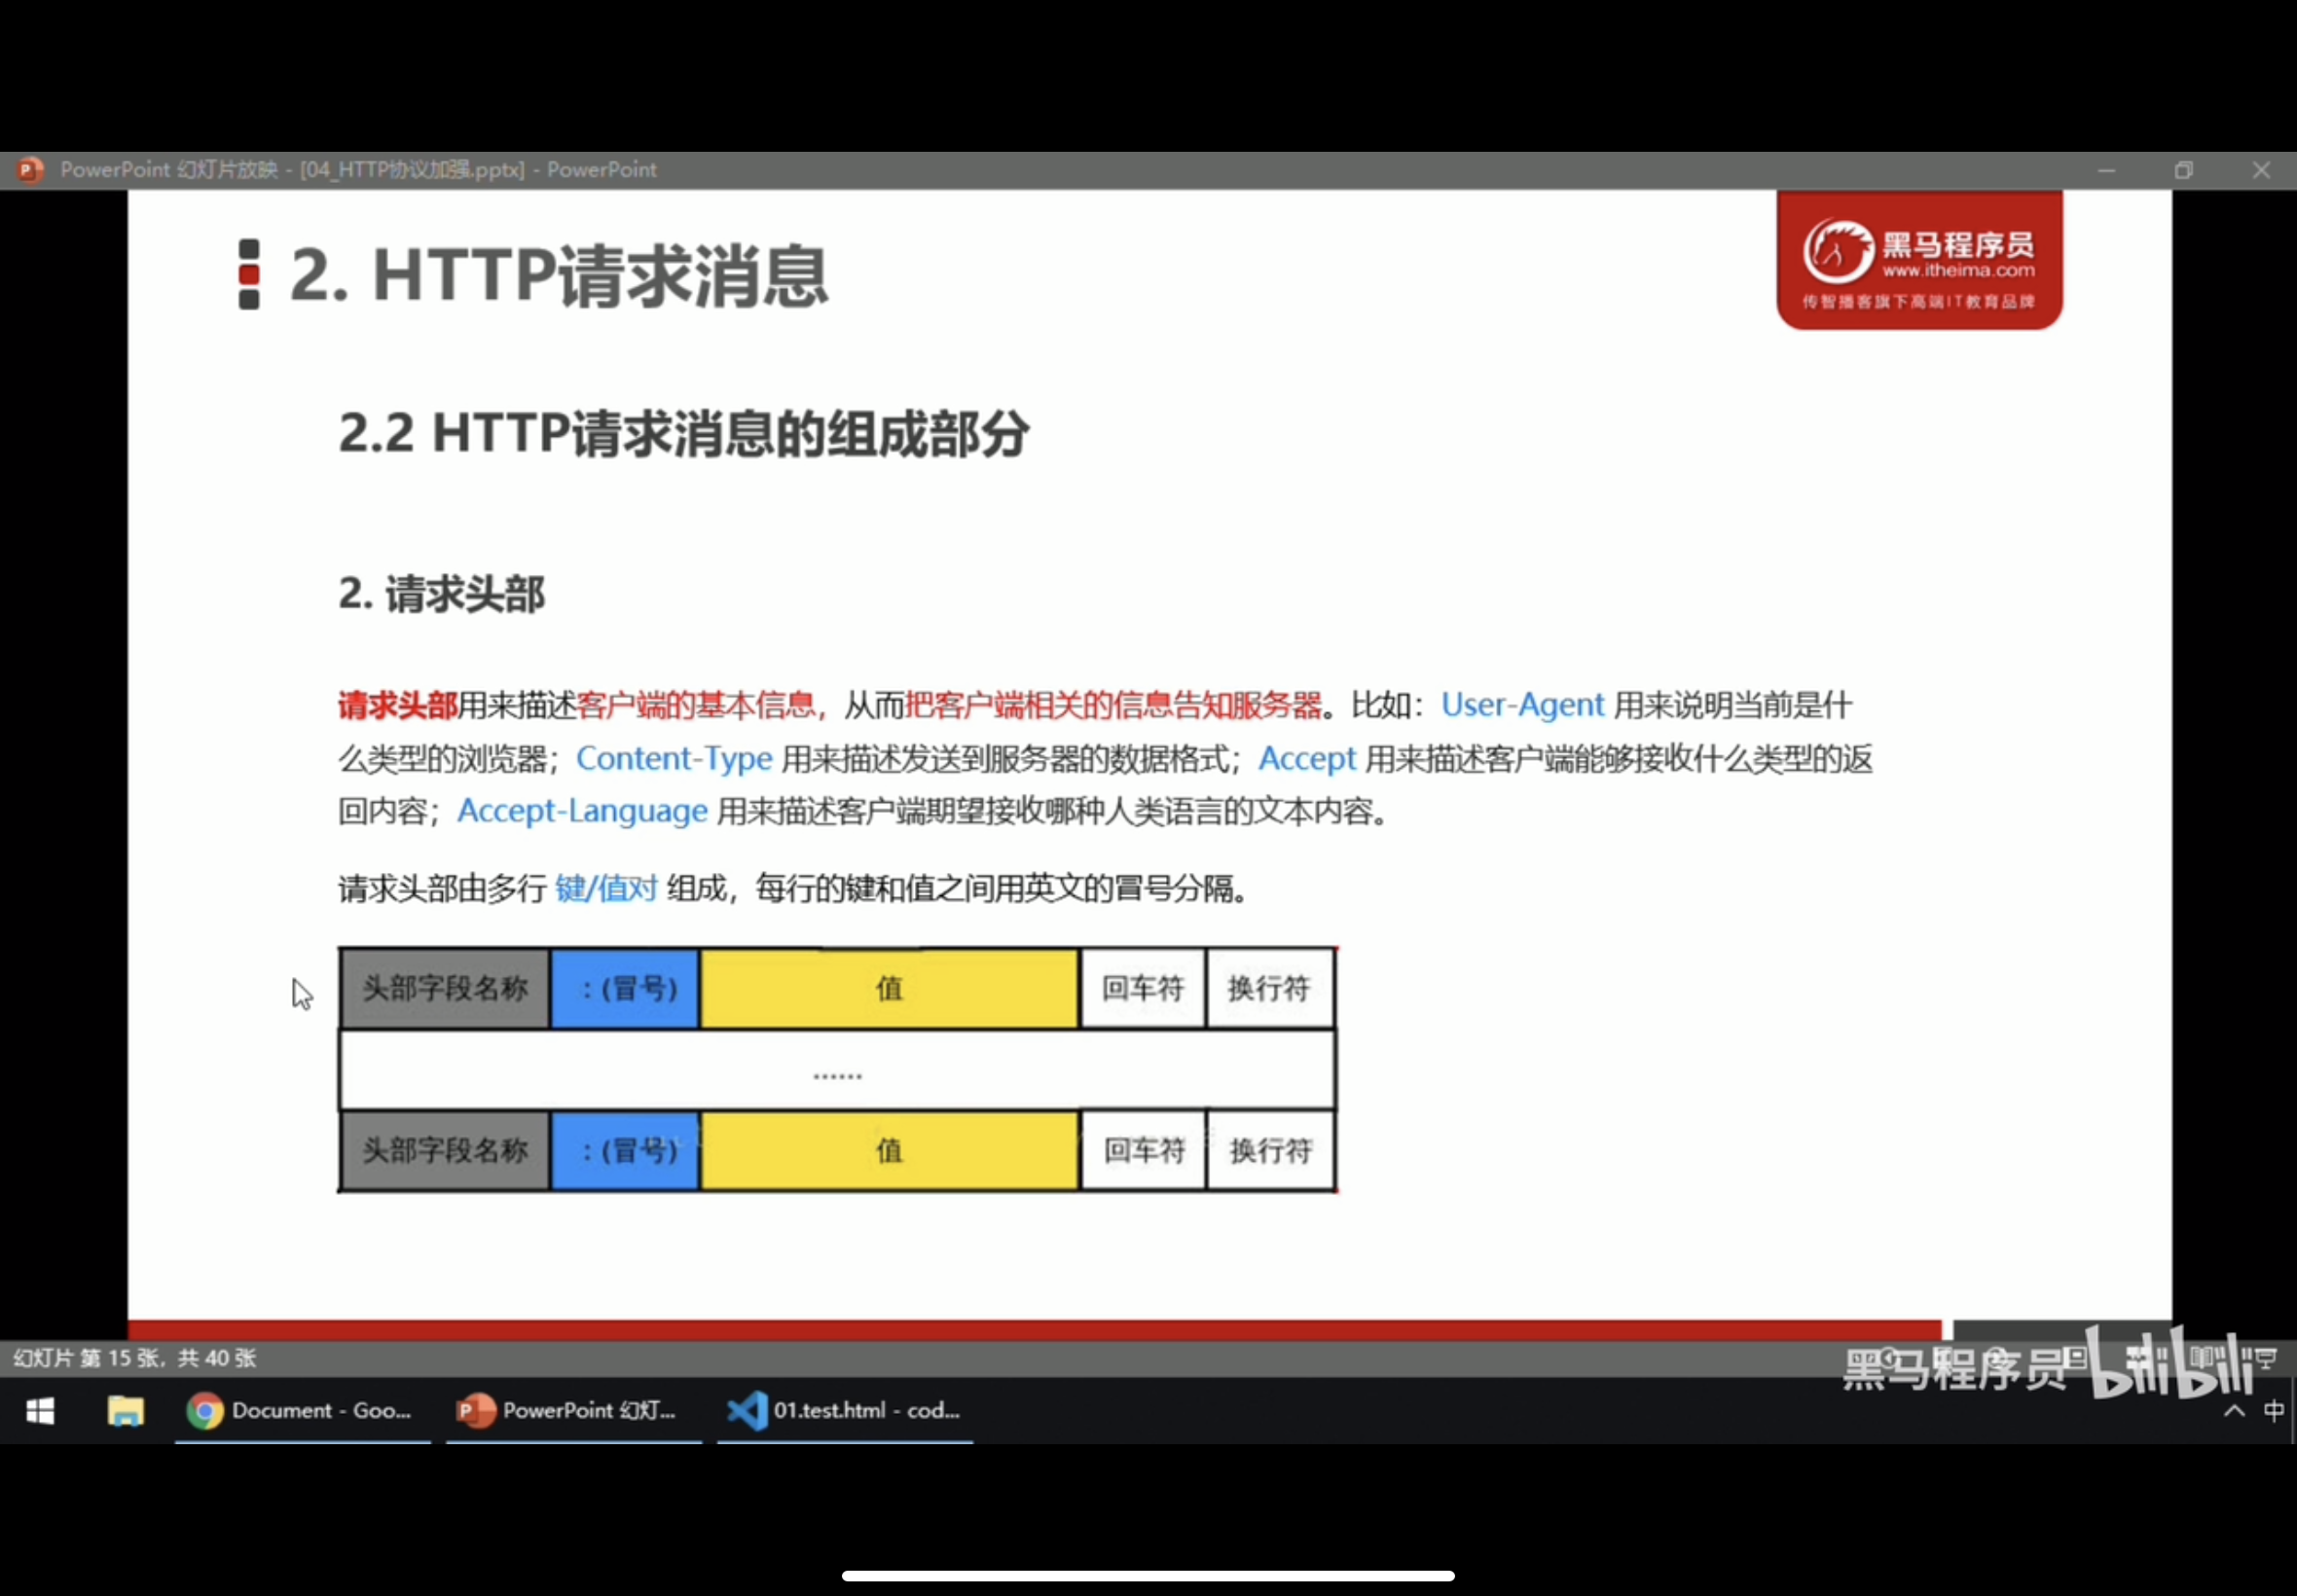 PowerPoint 幻灯片放映 - [04_HTTP协议加强.pptx] - PowerPoint
2. HTTP请求消息
黑马程序员
www.itheima.com
传智播客旗下高端IT教育品牌
2.2 HTTP请求消息的组成部分
2. 请求头部
请求头部用来描述客户端的基本信息，从而把客户端相关的信息告知服务器。比如：User-Agent 用来说明当前是什
么类型的浏览器；Content-Type 用来描述发送到服务器的数据格式；Accept 用来描述客户端能够接收什么类型的返
回内容；Accept-Language 用来描述客户端期望接收哪种人类语言的文本内容。
请求头部由多行 键/值对 组成，每行的键和值之间用英文的冒号分隔。
头部字段名称 : (冒号) 值 回车符 换行符
......
头部字段名称 : (冒号) 值 回车符 换行符
幻灯片 第 15 张，共 40 张
黑马程序员 bilibili
Document - Goo... PowerPoint 幻灯... 01.test.html - cod... 中